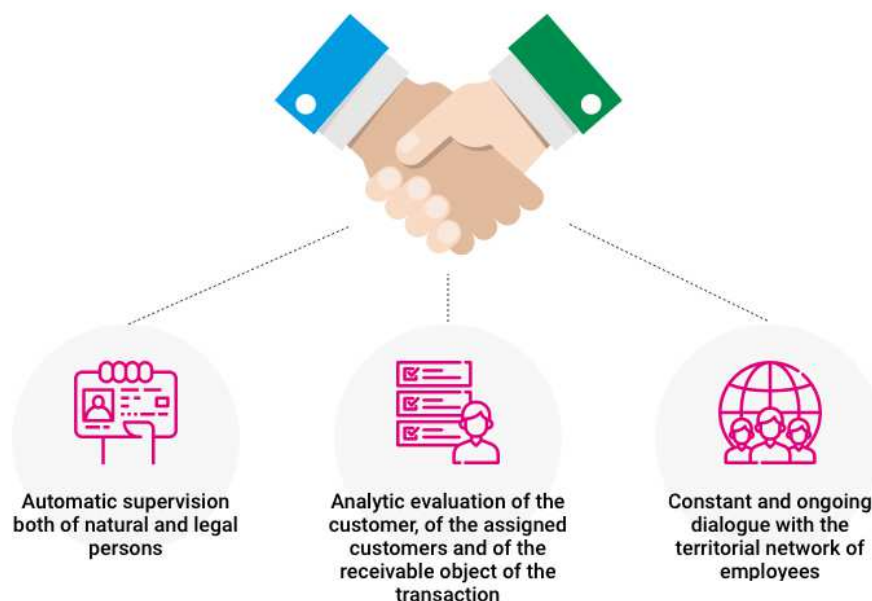 Automatic supervision
both of natural and legal
persons
Analytic evaluation of the
customer, of the assigned
customers and of the
receivable object of the
transaction
Constant and ongoing
dialogue with the
territorial network of
employees